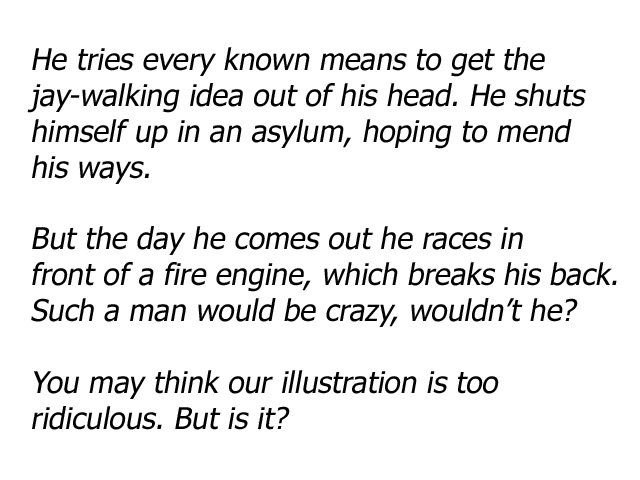 He tries every known means to get the
jay-walking idea out of his head. He shuts
himself up in an asylum, hoping to mend
his ways.
But the day he comes out he races in
front of a fire engine, which breaks his back.
Such a man would be crazy, wouldn’t he?
You may think our illustration is too
ridiculous. But is it?